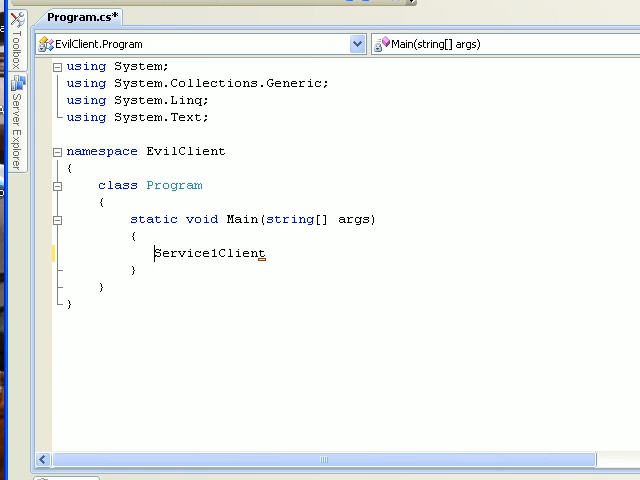 Program.cs*
Toolbox
Server Explorer
EvilClient.Program
Main(string[] args)
using System;
using System.Collections.Generic;
using System.Linq;
using System.Text;
namespace EvilClient
{
class Program
{
static void Main(string[] args)
{
Service1Client
}
}
}